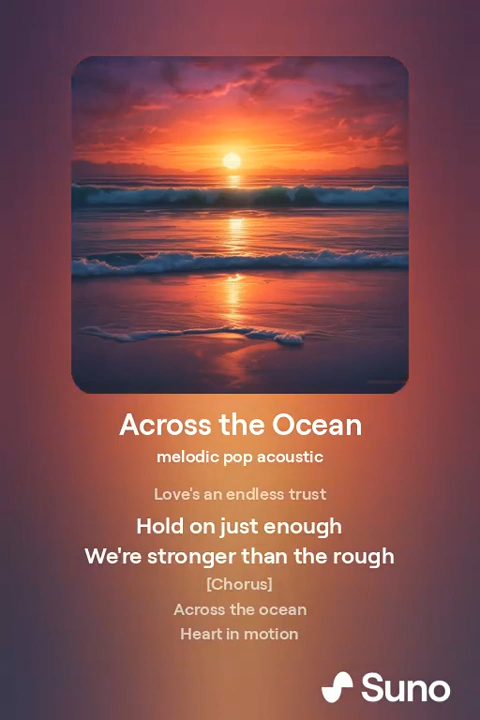 Across the Ocean
melodic pop acoustic
Love's an endless trust
Hold on just enough
We're stronger than the rough
[Chorus]
Across the ocean
Heart in motion
Suno